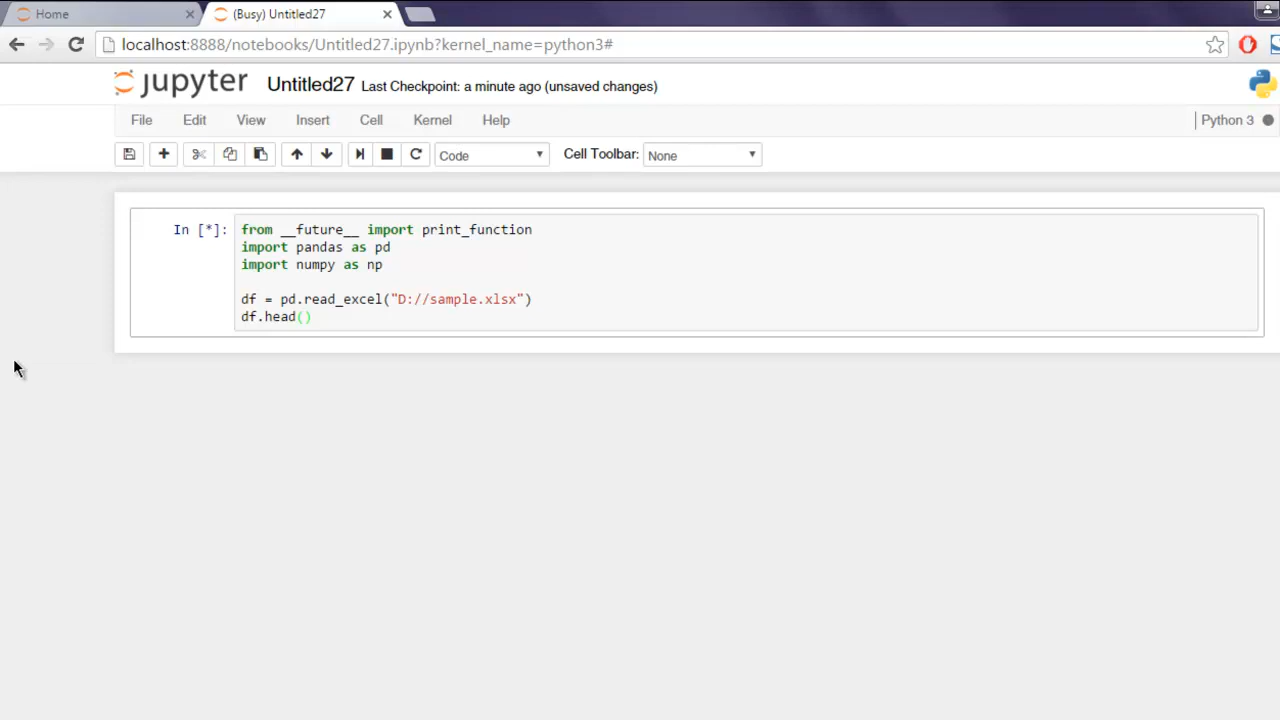 Home
(Busy) Untitled27
localhost:8888/notebooks/Untitled27.ipynb?kernel_name=python3#
jupyter Untitled27 Last Checkpoint: a minute ago (unsaved changes)
File Edit View Insert Cell Kernel Help Python 3
Code Cell Toolbar: None
In [*]: from __future__ import print_function
import pandas as pd
import numpy as np
df = pd.read_excel("D://sample.xlsx")
df.head()